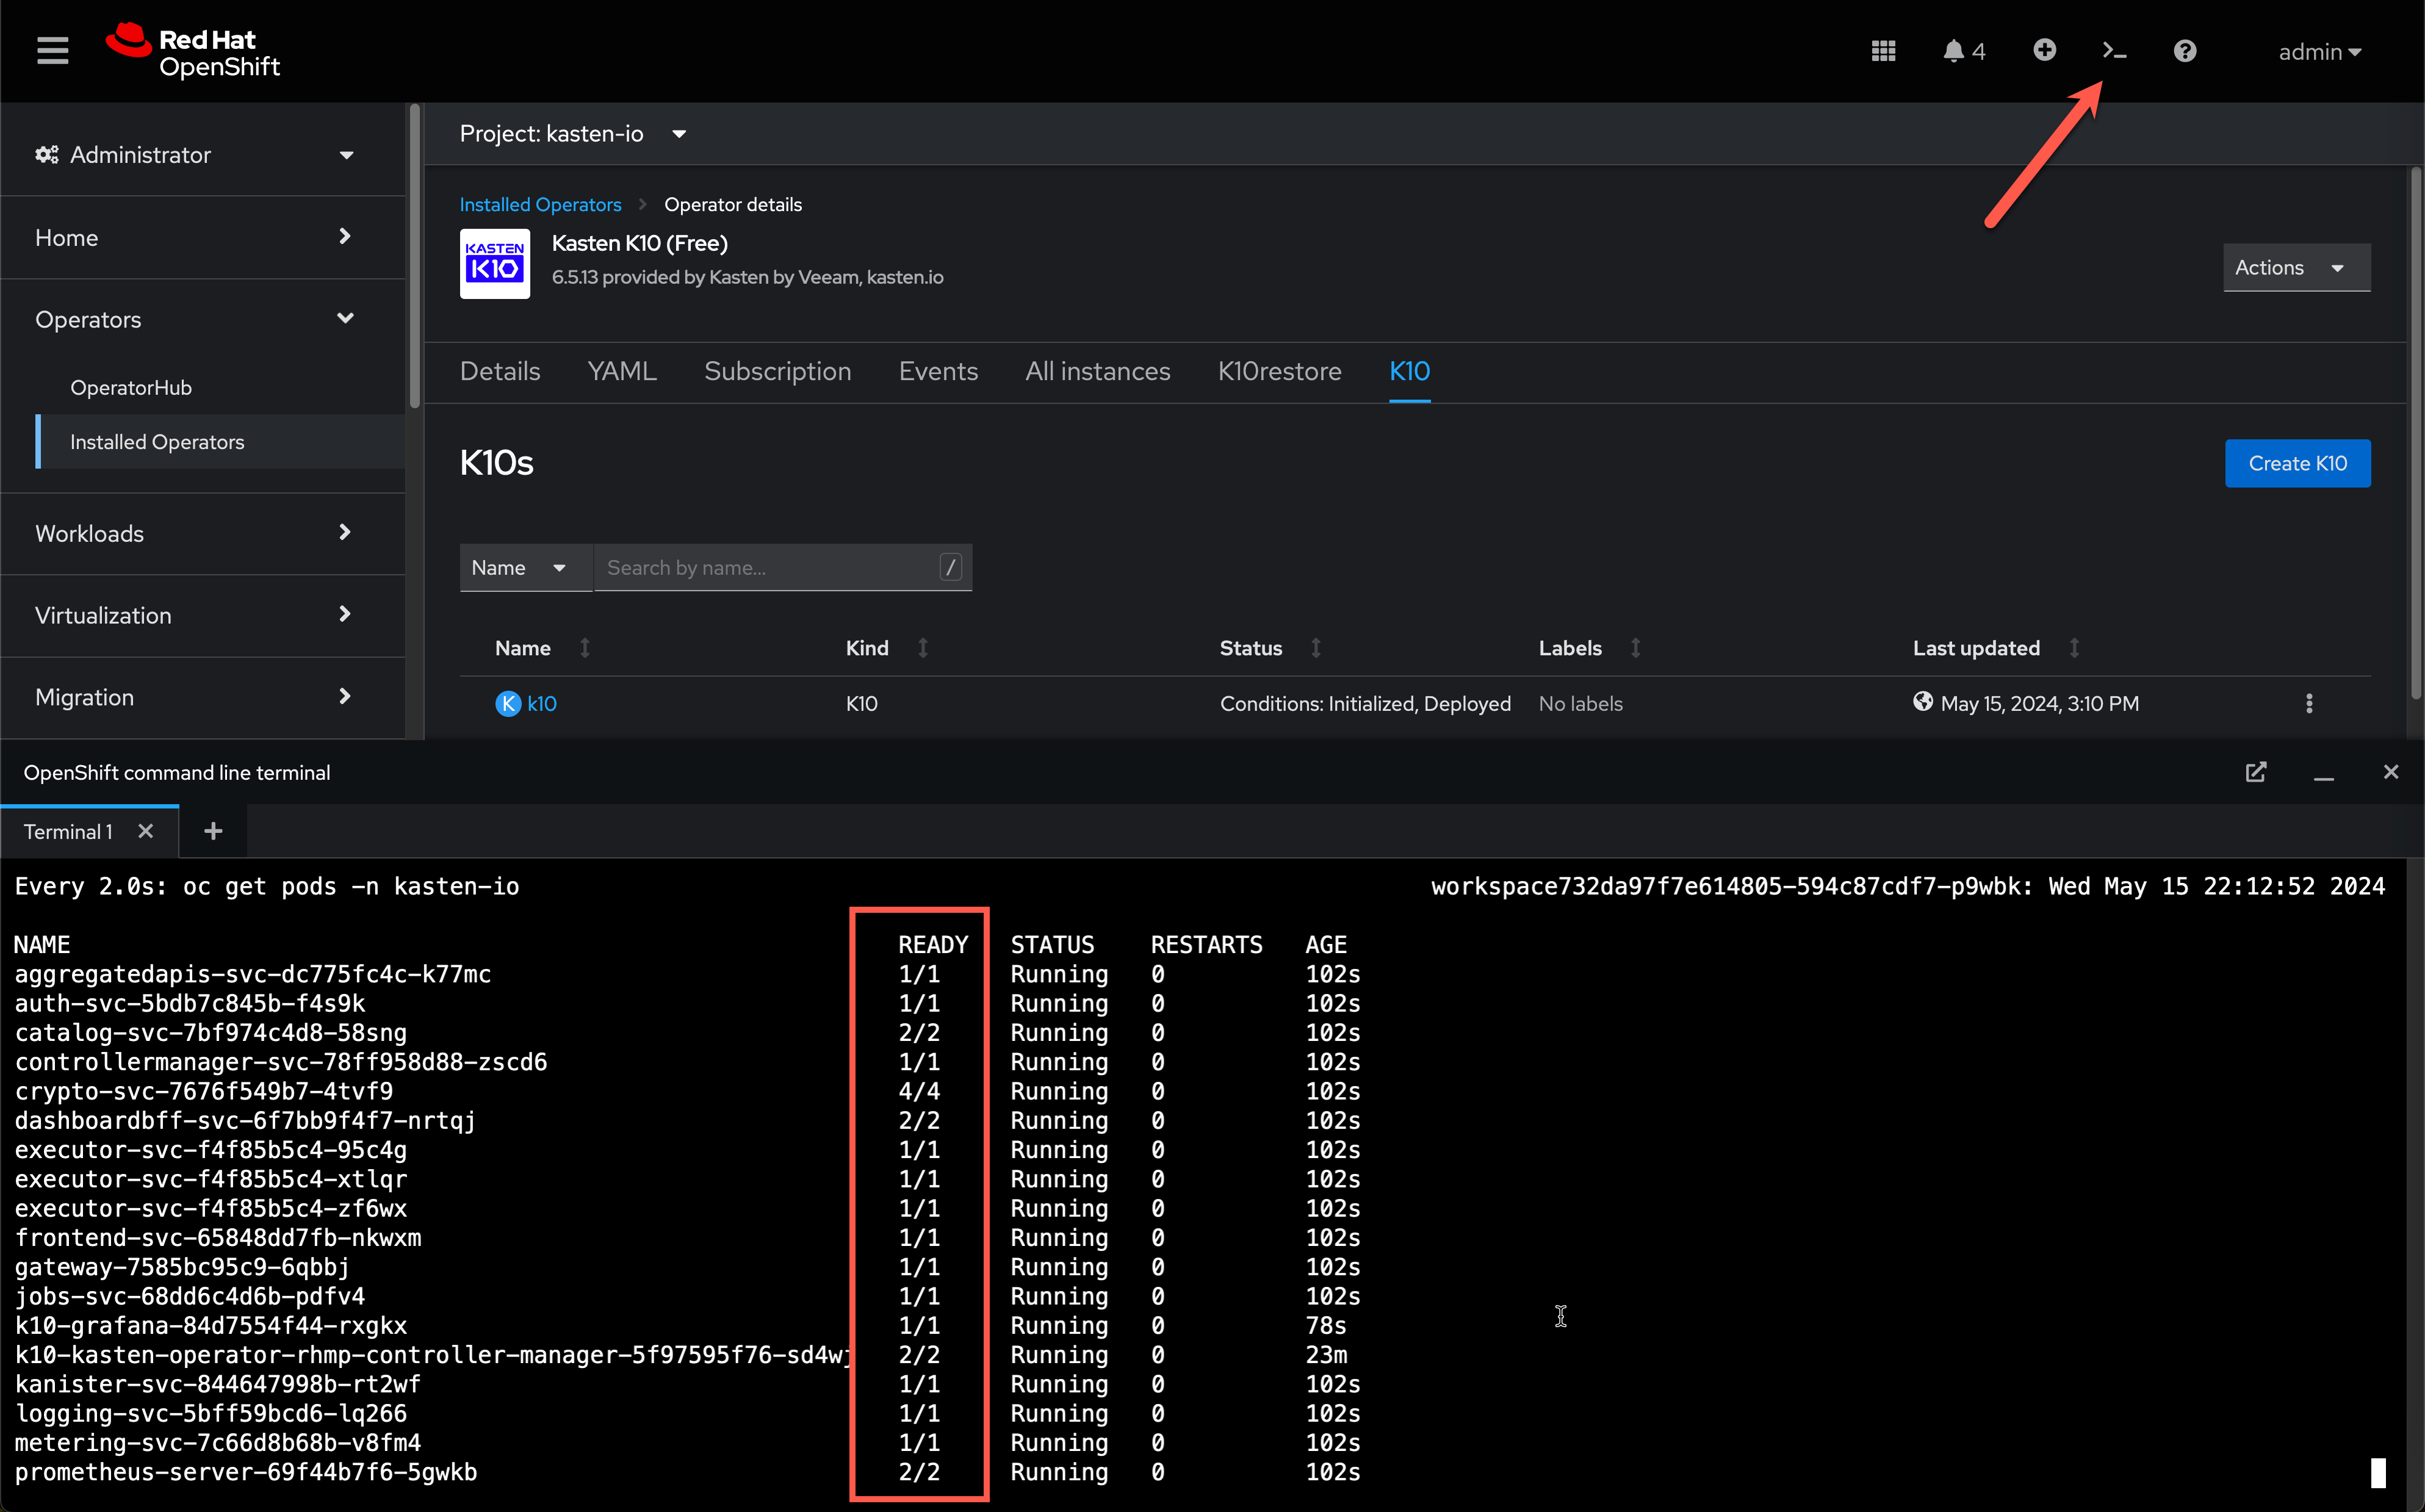 Red Hat
OpenShift
4
admin
Administrator
Home
Operators
OperatorHub
Installed Operators
Workloads
Virtualization
Migration
Project: kasten-io
Installed Operators
Operator details
KASTEN
K10
Kasten K10 (Free)
6.5.13 provided by Kasten by Veeam, kasten.io
Actions
Details YAML Subscription Events All instances K10restore K10
K10s
Create K10
Name
Search by name...
/
Name Kind Status Labels Last updated
K k10 K10 Conditions: Initialized, Deployed No labels May 15, 2024, 3:10 PM
OpenShift command line terminal
Terminal 1
Every 2.0s: oc get pods -n kasten-io workspace732da97f7e614805-594c87cdf7-p9wbk: Wed May 15 22:12:52 2024
NAME READY STATUS RESTARTS AGE
aggregatedapis-svc-dc775fc4c-k77mc 1/1 Running 0 102s
auth-svc-5bdb7c845b-f4s9k 1/1 Running 0 102s
catalog-svc-7bf974c4d8-58sng 2/2 Running 0 102s
controllermanager-svc-78ff958d88-zscd6 1/1 Running 0 102s
crypto-svc-7676f549b7-4tvf9 4/4 Running 0 102s
dashboardbff-svc-6f7bb9f4f7-nrtqj 2/2 Running 0 102s
executor-svc-f4f85b5c4-95c4g 1/1 Running 0 102s
executor-svc-f4f85b5c4-xtlqr 1/1 Running 0 102s
executor-svc-f4f85b5c4-zf6wx 1/1 Running 0 102s
frontend-svc-65848dd7fb-nkwxm 1/1 Running 0 102s
gateway-7585bc95c9-6qbbj 1/1 Running 0 102s
jobs-svc-68dd6c4d6b-pdfv4 1/1 Running 0 102s
k10-grafana-84d7554f44-rxgkx 1/1 Running 0 78s
k10-kasten-operator-rhmp-controller-manager-5f97595f76-sd4wj 2/2 Running 0 23m
kanister-svc-844647998b-rt2wf 1/1 Running 0 102s
logging-svc-5bff59bcd6-lq266 1/1 Running 0 102s
metering-svc-7c66d8b68b-v8fm4 1/1 Running 0 102s
prometheus-server-69f44b7f6-5gwkb 2/2 Running 0 102s